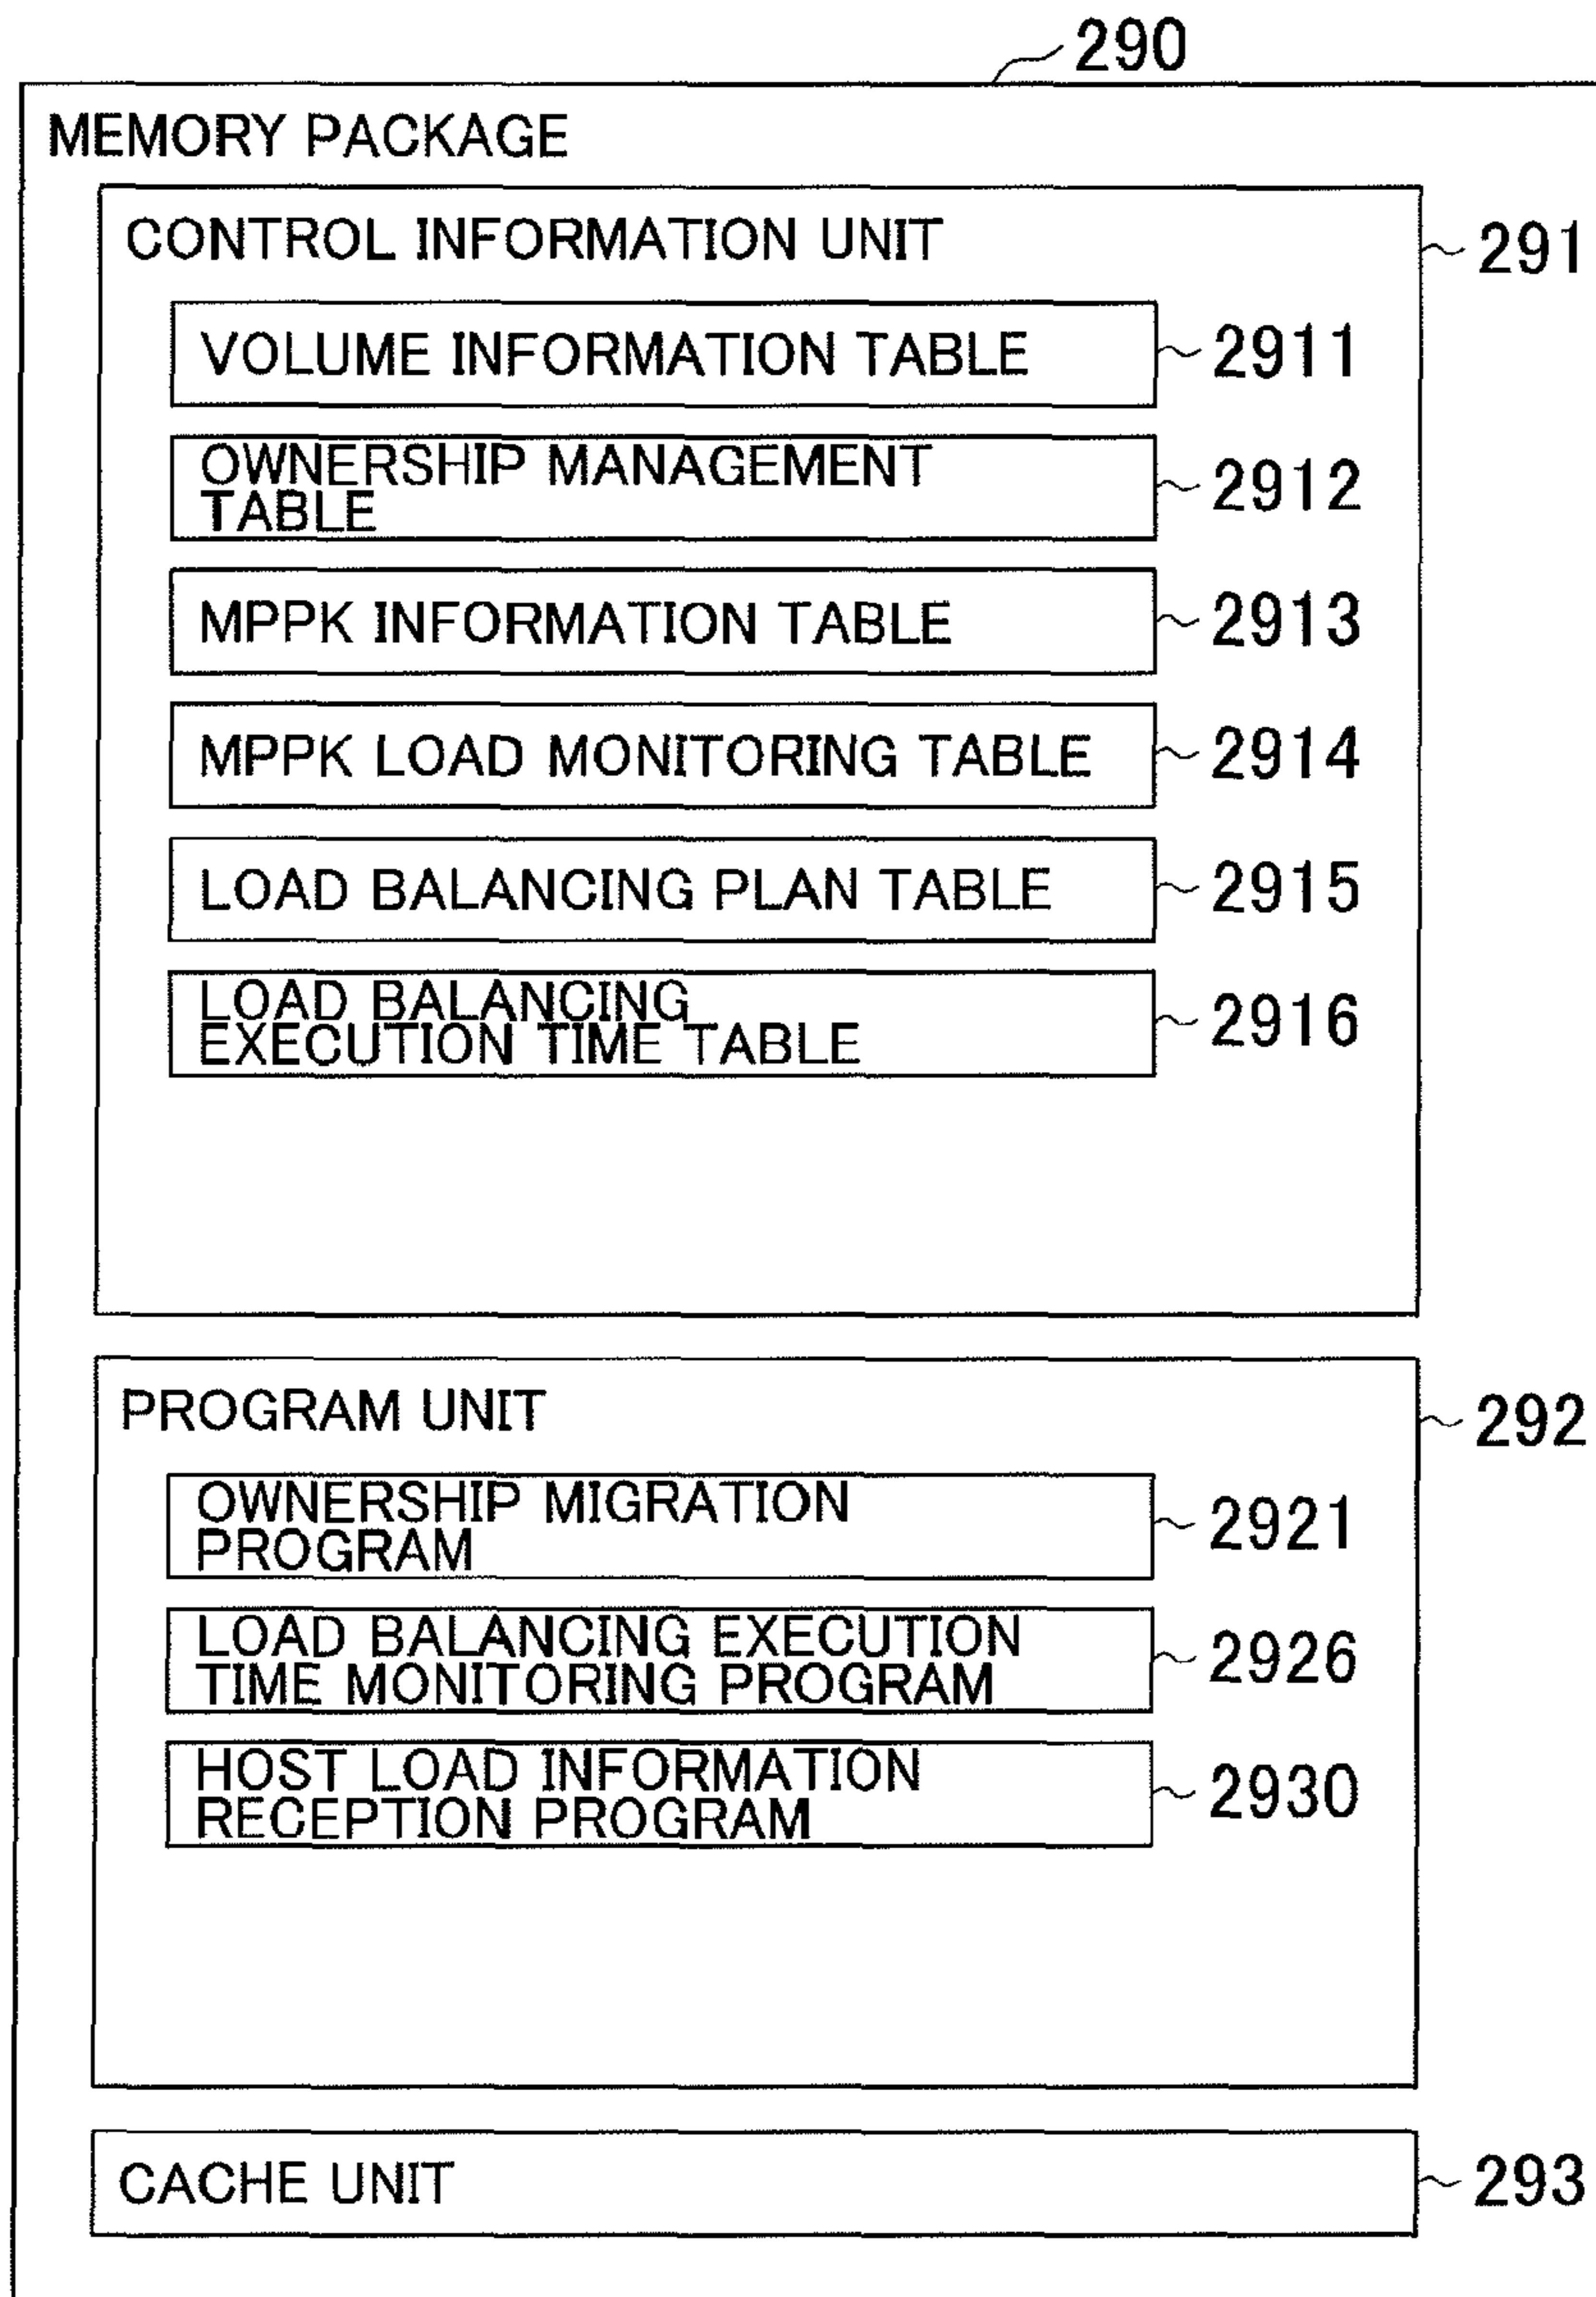 290
MEMORY PACKAGE
CONTROL INFORMATION UNIT
291
VOLUME INFORMATION TABLE
2911
OWNERSHIP MANAGEMENT
TABLE
2912
MPPK INFORMATION TABLE
2913
MPPK LOAD MONITORING TABLE
2914
LOAD BALANCING PLAN TABLE
2915
LOAD BALANCING
EXECUTION TIME TABLE
2916
PROGRAM UNIT
292
OWNERSHIP MIGRATION
PROGRAM
2921
LOAD BALANCING EXECUTION
TIME MONITORING PROGRAM
2926
HOST LOAD INFORMATION
RECEPTION PROGRAM
2930
CACHE UNIT
293